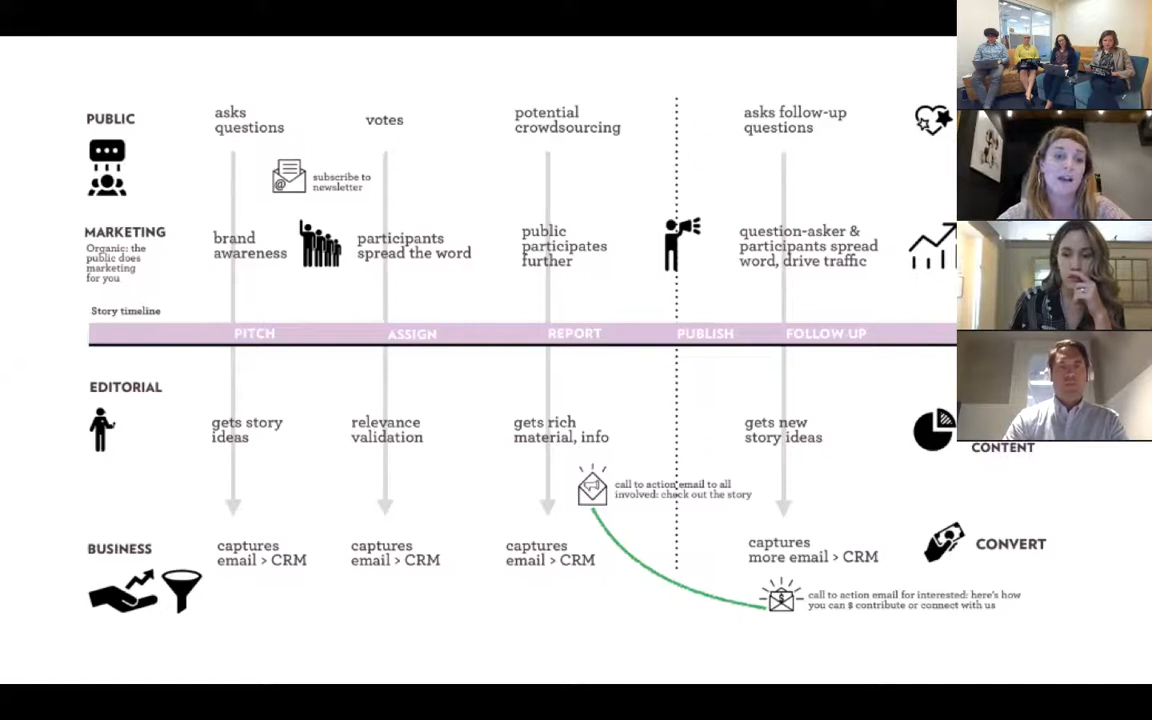 PUBLIC
asks
questions
votes
potential
crowdsourcing
asks follow-up
questions
@
subscribe to
newsletter
MARKETING
Organic: the
public does
marketing
for you
brand
awareness
participants
spread the word
public
participates
further
question-asker &
participants spread
word, drive traffic
Story timeline
PITCH
ASSIGN
REPORT
PUBLISH
FOLLOW UP
EDITORIAL
gets story
ideas
relevance
validation
gets rich
material, info
gets new
story ideas
CONTENT
call to action email to all
involved: check out the story
BUSINESS
captures
email > CRM
captures
email > CRM
captures
email > CRM
captures
more email > CRM
CONVERT
$
call to action email for interested: here's how
you can $ contribute or connect with us